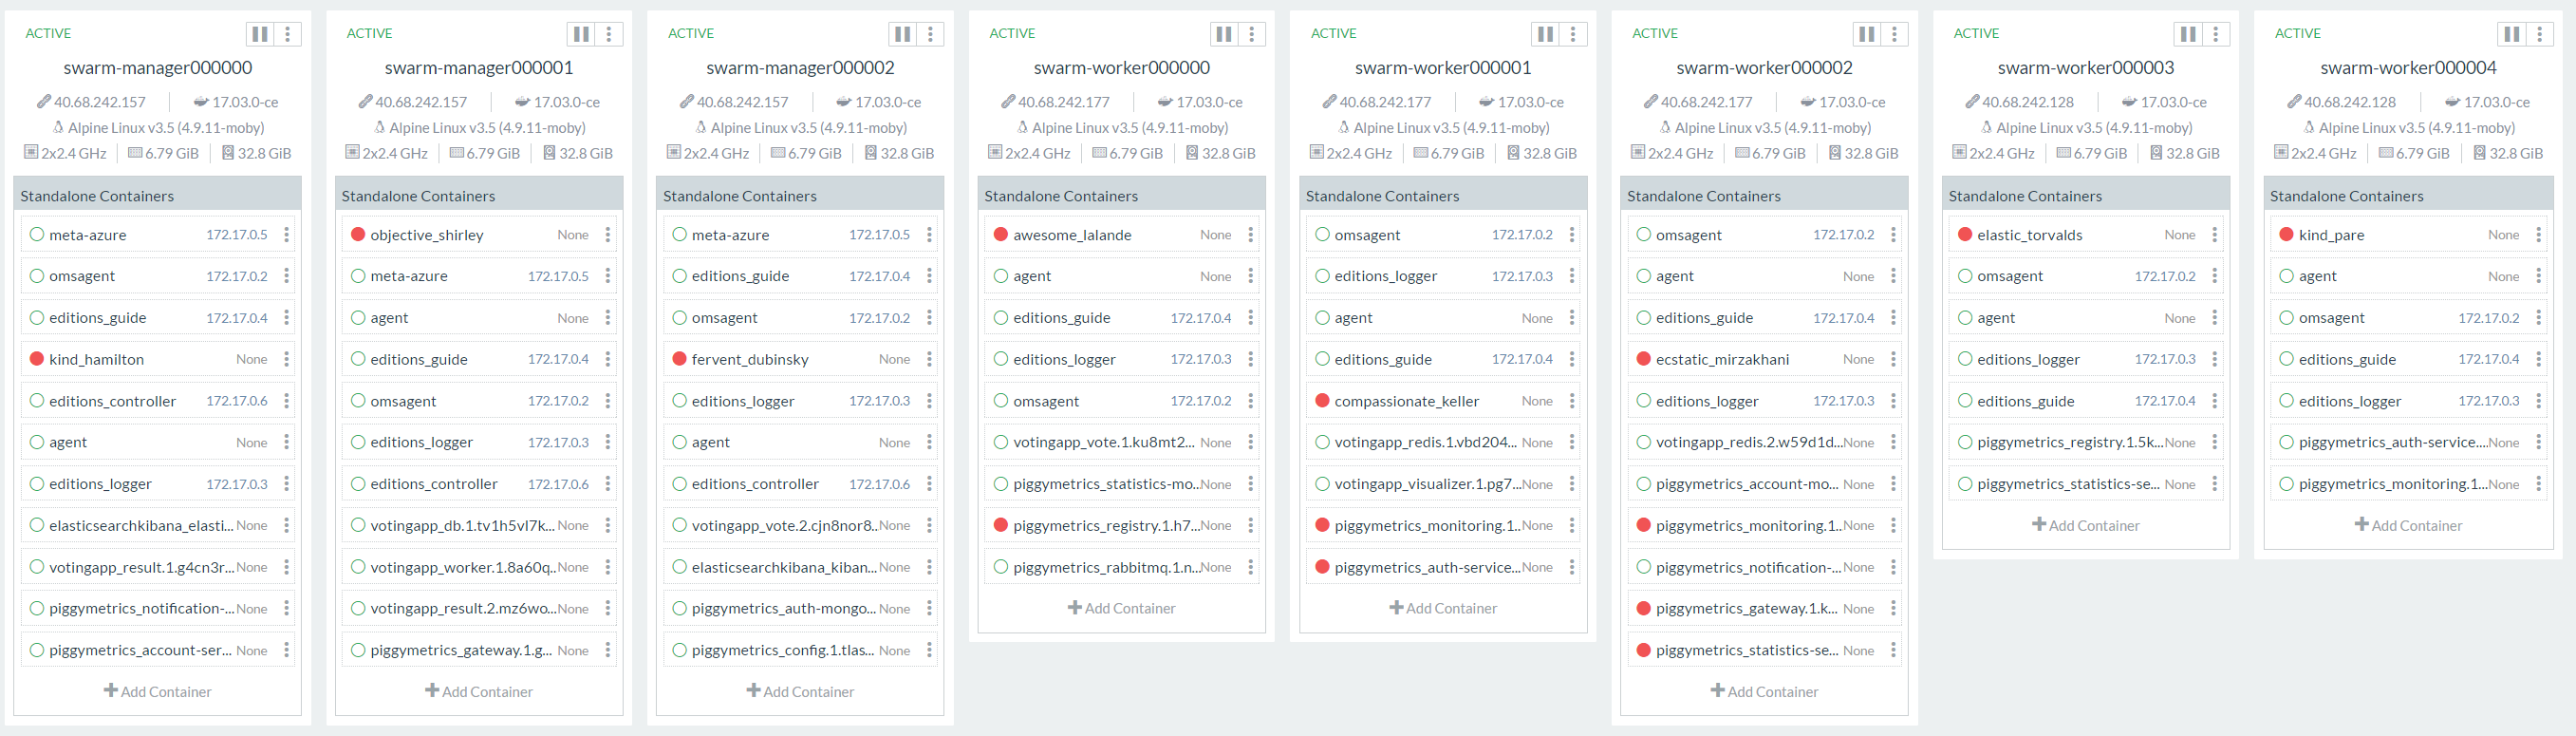 ACTIVE
swarm-manager000000
40.68.242.157 17.03.0-ce
Alpine Linux v3.5 (4.9.11-moby)
2x2.4 GHz 6.79 GiB 32.8 GiB
Standalone Containers
meta-azure 172.17.0.5
omsagent 172.17.0.2
editions_guide 172.17.0.4
kind_hamilton None
editions_controller 172.17.0.6
agent None
editions_logger 172.17.0.3
elasticsearchkibana_elasti... None
votingapp_result.1.g4cn3r... None
piggymetrics_notification-... None
piggymetrics_account-ser... None
Add Container
ACTIVE
swarm-manager000001
40.68.242.157 17.03.0-ce
Alpine Linux v3.5 (4.9.11-moby)
2x2.4 GHz 6.79 GiB 32.8 GiB
Standalone Containers
objective_shirley None
meta-azure 172.17.0.5
agent None
editions_guide 172.17.0.4
omsagent 172.17.0.2
editions_logger 172.17.0.3
editions_controller 172.17.0.6
votingapp_db.1.tv1h5vl7k... None
votingapp_worker.1.8a60q... None
votingapp_result.2.mz6wo... None
piggymetrics_gateway.1.g... None
Add Container
ACTIVE
swarm-manager000002
40.68.242.157 17.03.0-ce
Alpine Linux v3.5 (4.9.11-moby)
2x2.4 GHz 6.79 GiB 32.8 GiB
Standalone Containers
meta-azure 172.17.0.5
editions_guide 172.17.0.4
omsagent 172.17.0.2
fervent_dubinsky None
editions_logger 172.17.0.3
agent None
editions_controller 172.17.0.6
votingapp_vote.2.cjn8nor8... None
elasticsearchkibana_kiban... None
piggymetrics_auth-mongo... None
piggymetrics_config.1.tlas... None
Add Container
ACTIVE
swarm-worker000000
40.68.242.177 17.03.0-ce
Alpine Linux v3.5 (4.9.11-moby)
2x2.4 GHz 6.79 GiB 32.8 GiB
Standalone Containers
awesome_lalande None
agent None
editions_guide 172.17.0.4
editions_logger 172.17.0.3
omsagent 172.17.0.2
votingapp_vote.1.ku8mt2... None
piggymetrics_statistics-mo... None
piggymetrics_registry.1.h7... None
piggymetrics_rabbitmq.1.n... None
Add Container
ACTIVE
swarm-worker000001
40.68.242.177 17.03.0-ce
Alpine Linux v3.5 (4.9.11-moby)
2x2.4 GHz 6.79 GiB 32.8 GiB
Standalone Containers
omsagent 172.17.0.2
editions_logger 172.17.0.3
agent None
editions_guide 172.17.0.4
compassionate_keller None
votingapp_redis.1.vbd204... None
votingapp_visualizer.1.pg7... None
piggymetrics_monitoring.1... None
piggymetrics_auth-service... None
Add Container
ACTIVE
swarm-worker000002
40.68.242.177 17.03.0-ce
Alpine Linux v3.5 (4.9.11-moby)
2x2.4 GHz 6.79 GiB 32.8 GiB
Standalone Containers
omsagent 172.17.0.2
agent None
editions_guide 172.17.0.4
ecstatic_mirzakhani None
editions_logger 172.17.0.3
votingapp_redis.2.w59d1d... None
piggymetrics_account-mo... None
piggymetrics_monitoring.1... None
piggymetrics_notification-... None
piggymetrics_gateway.1.k... None
piggymetrics_statistics-se... None
Add Container
ACTIVE
swarm-worker000003
40.68.242.128 17.03.0-ce
Alpine Linux v3.5 (4.9.11-moby)
2x2.4 GHz 6.79 GiB 32.8 GiB
Standalone Containers
elastic_torvalds None
omsagent 172.17.0.2
agent None
editions_logger 172.17.0.3
editions_guide 172.17.0.4
piggymetrics_registry.1.5k... None
piggymetrics_statistics-se... None
Add Container
ACTIVE
swarm-worker000004
40.68.242.128 17.03.0-ce
Alpine Linux v3.5 (4.9.11-moby)
2x2.4 GHz 6.79 GiB 32.8 GiB
Standalone Containers
kind_pare None
agent None
omsagent 172.17.0.2
editions_guide 172.17.0.4
editions_logger 172.17.0.3
piggymetrics_auth-service.... None
piggymetrics_monitoring.1... None
Add Container